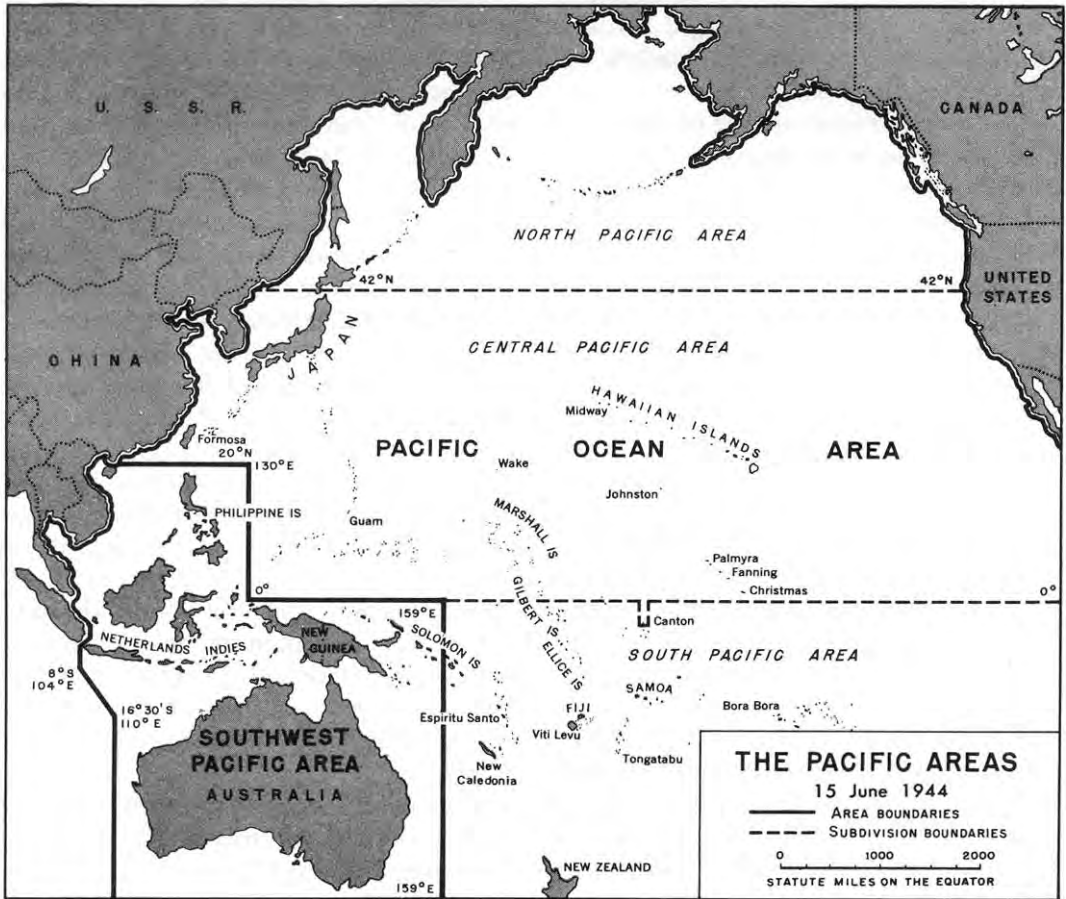 U. S. S. R.
CANADA
NORTH PACIFIC AREA
42°N
42°N
UNITED
STATES
CHINA
JAPAN
CENTRAL PACIFIC AREA
HAWAIIAN ISLANDS
Midway
Formosa
20°N
130°E
PACIFIC OCEAN AREA
Wake
Johnston
PHILIPPINE IS
Guam
MARSHALL IS
Palmyra
Fanning
Christmas
0°
0°
159°E
GILBERT IS
Canton
NETHERLANDS INDIES
NEW
GUINEA
SOLOMON IS
ELLICE IS
SOUTH PACIFIC AREA
8°S
104°E
SAMOA
16°30'S
110°E
Espiritu Santo
FIJI
Bora Bora
Viti Levu
SOUTHWEST
PACIFIC AREA
AUSTRALIA
New
Caledonia
Tongatabu
NEW ZEALAND
159°E
THE PACIFIC AREAS
15 June 1944
AREA BOUNDARIES
SUBDIVISION BOUNDARIES
0 1000 2000
STATUTE MILES ON THE EQUATOR